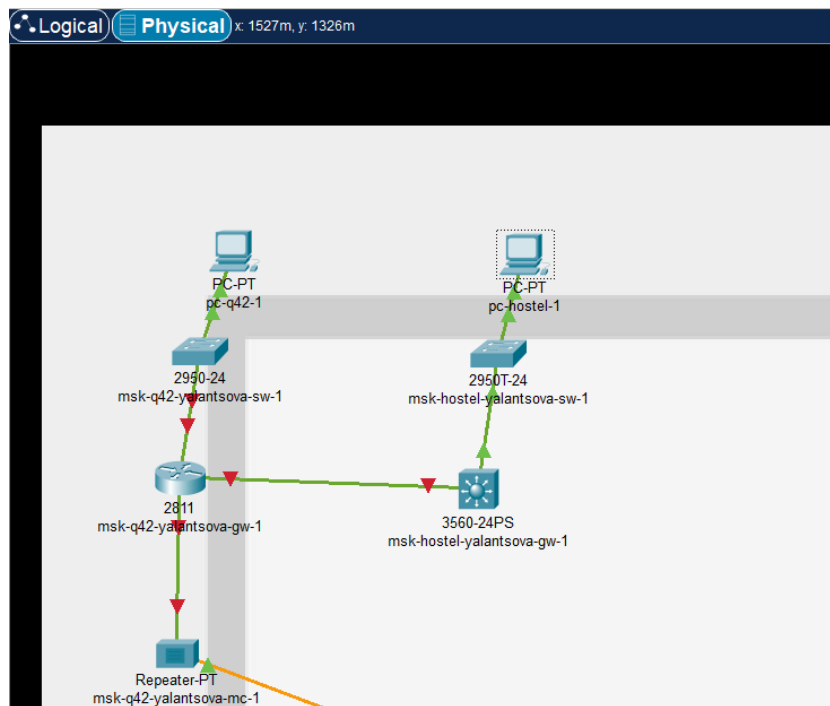 Logical Physical x: 1527m, y: 1326m
PC-PT
pc-q42-1
PC-PT
pc-hostel-1
2950-24
msk-q42-yalantsova-sw-1
2950T-24
msk-hostel-yalantsova-sw-1
2811
msk-q42-yalantsova-gw-1
3560-24PS
msk-hostel-yalantsova-gw-1
Repeater-PT
msk-q42-yalantsova-mc-1